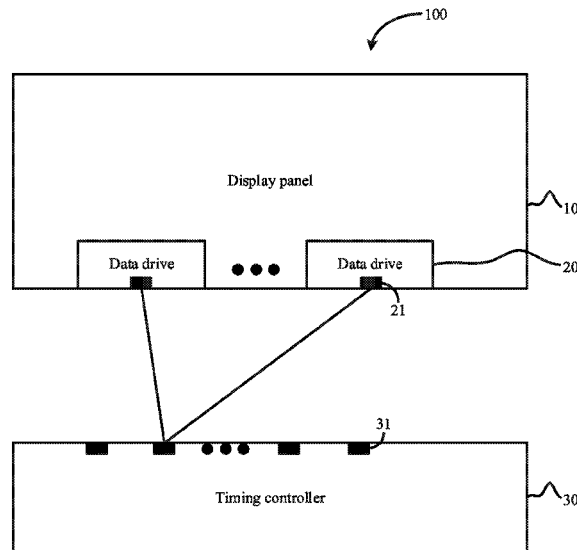 100
Display panel
10
Data drive
Data drive
20
21
31
Timing controller
30